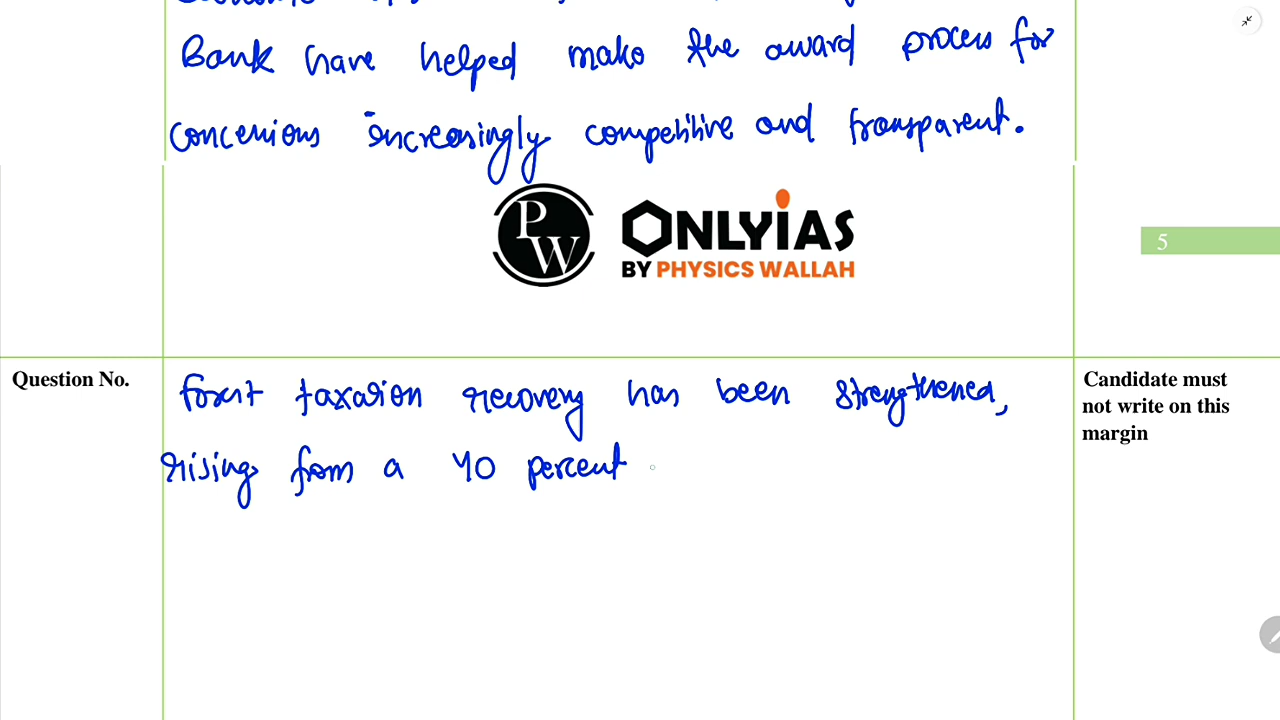 Bank have helped make the award process for
concessions increasingly competitive and transparent.
PW ONLYIAS
BY PHYSICS WALLAH
5
Question No.
Forest taxation recovery has been strengthened,
rising from a 40 percent
Candidate must
not write on this
margin